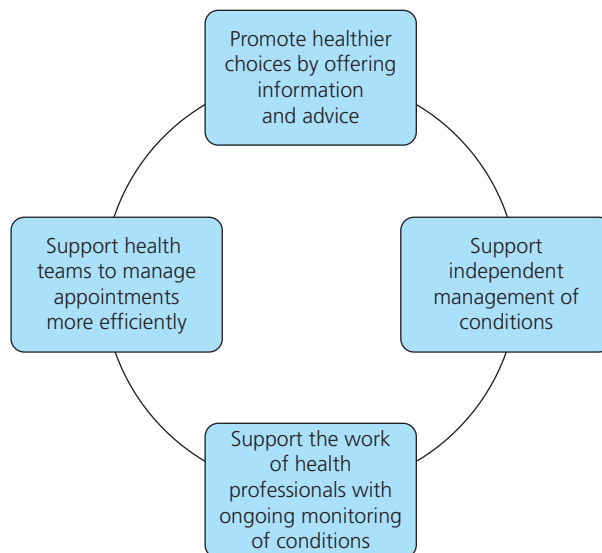 Promote healthier
choices by offering
information
and advice
Support health
teams to manage
appointments
more efficiently
Support
independent
management of
conditions
Support the work
of health
professionals with
ongoing monitoring
of conditions